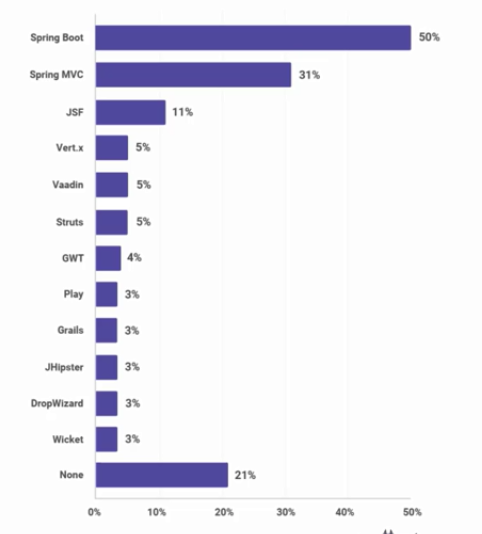 Spring Boot 50%
Spring MVC 31%
JSF 11%
Vert.x 5%
Vaadin 5%
Struts 5%
GWT 4%
Play 3%
Grails 3%
JHipster 3%
DropWizard 3%
Wicket 3%
None 21%
0% 10% 20% 30% 40% 50%